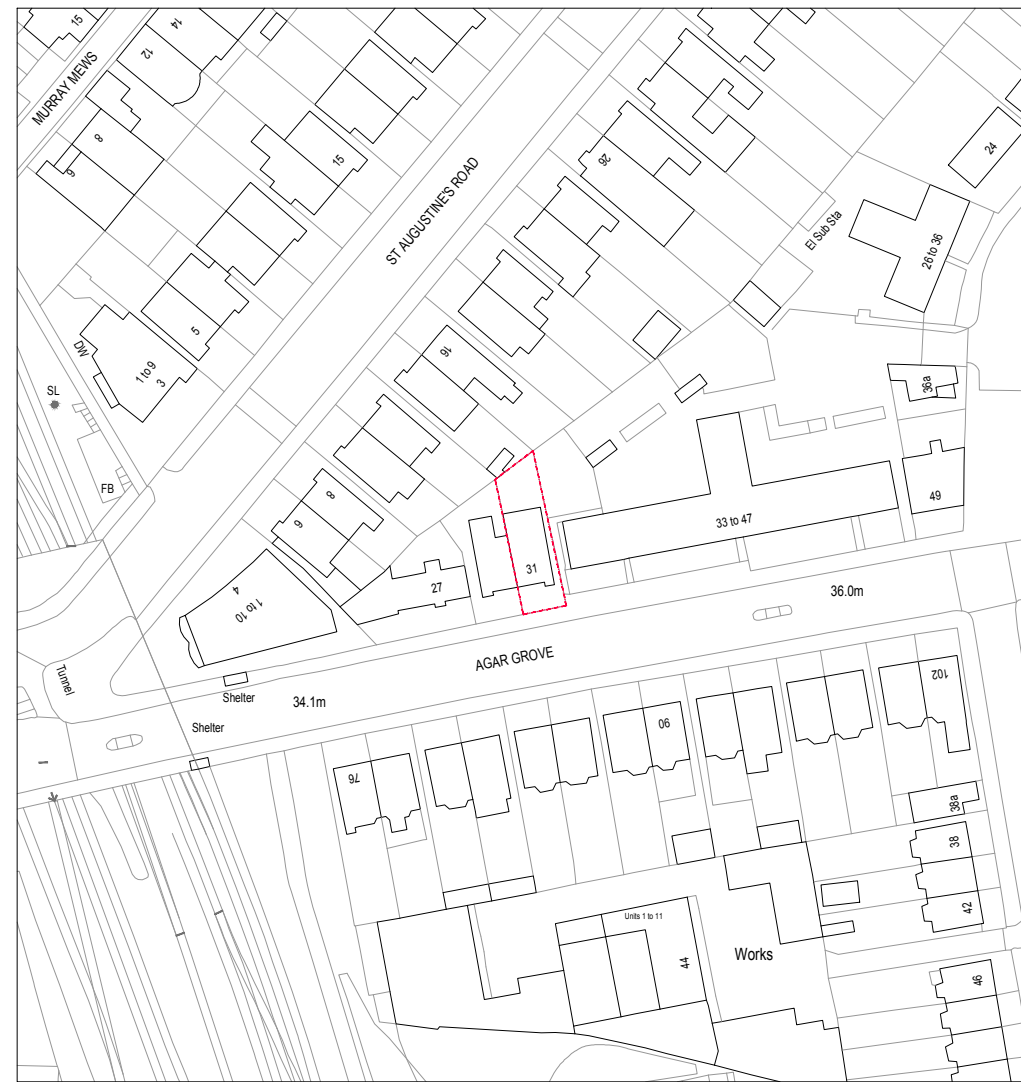 15
14
12
MURRAY MEWS
8
6
15
ST AUGUSTINE'S ROAD
26
24
El Sub Sta
26 to 36
5
DW
1 to 9
3
SL
16
36a
FB
8
6
49
33 to 47
31
27
36.0m
4
1 to 10
AGAR GROVE
Tunnel
Shelter
34.1m
Shelter
102
90
76
38a
38
42
Units 1 to 11
44
Works
46